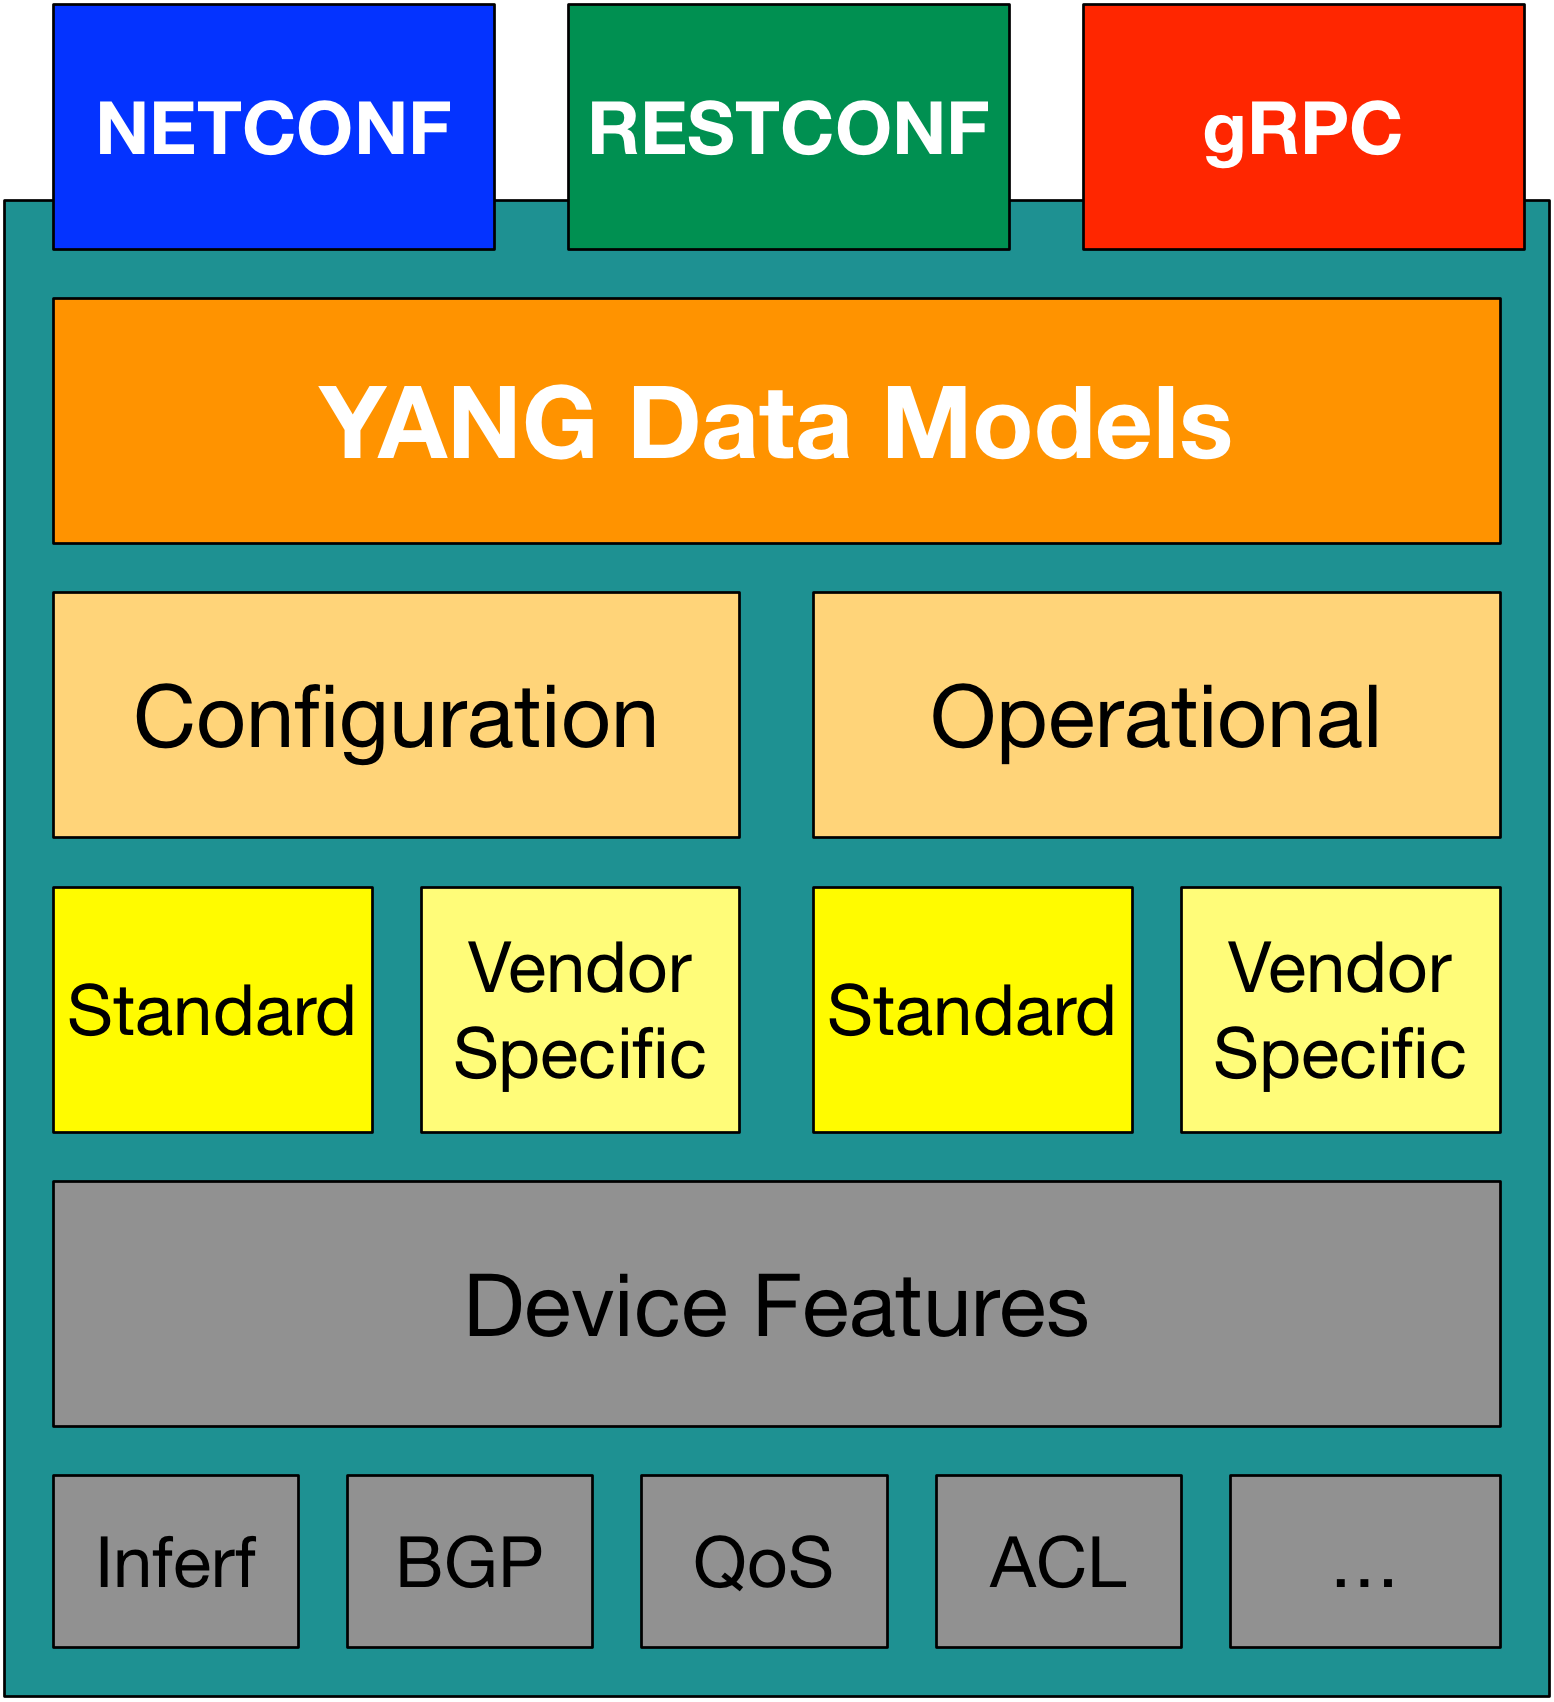 NETCONF
RESTCONF
gRPC
YANG Data Models
Configuration
Operational
Standard
Vendor
Specific
Standard
Vendor
Specific
Device Features
Inferf
BGP
QoS
ACL
...